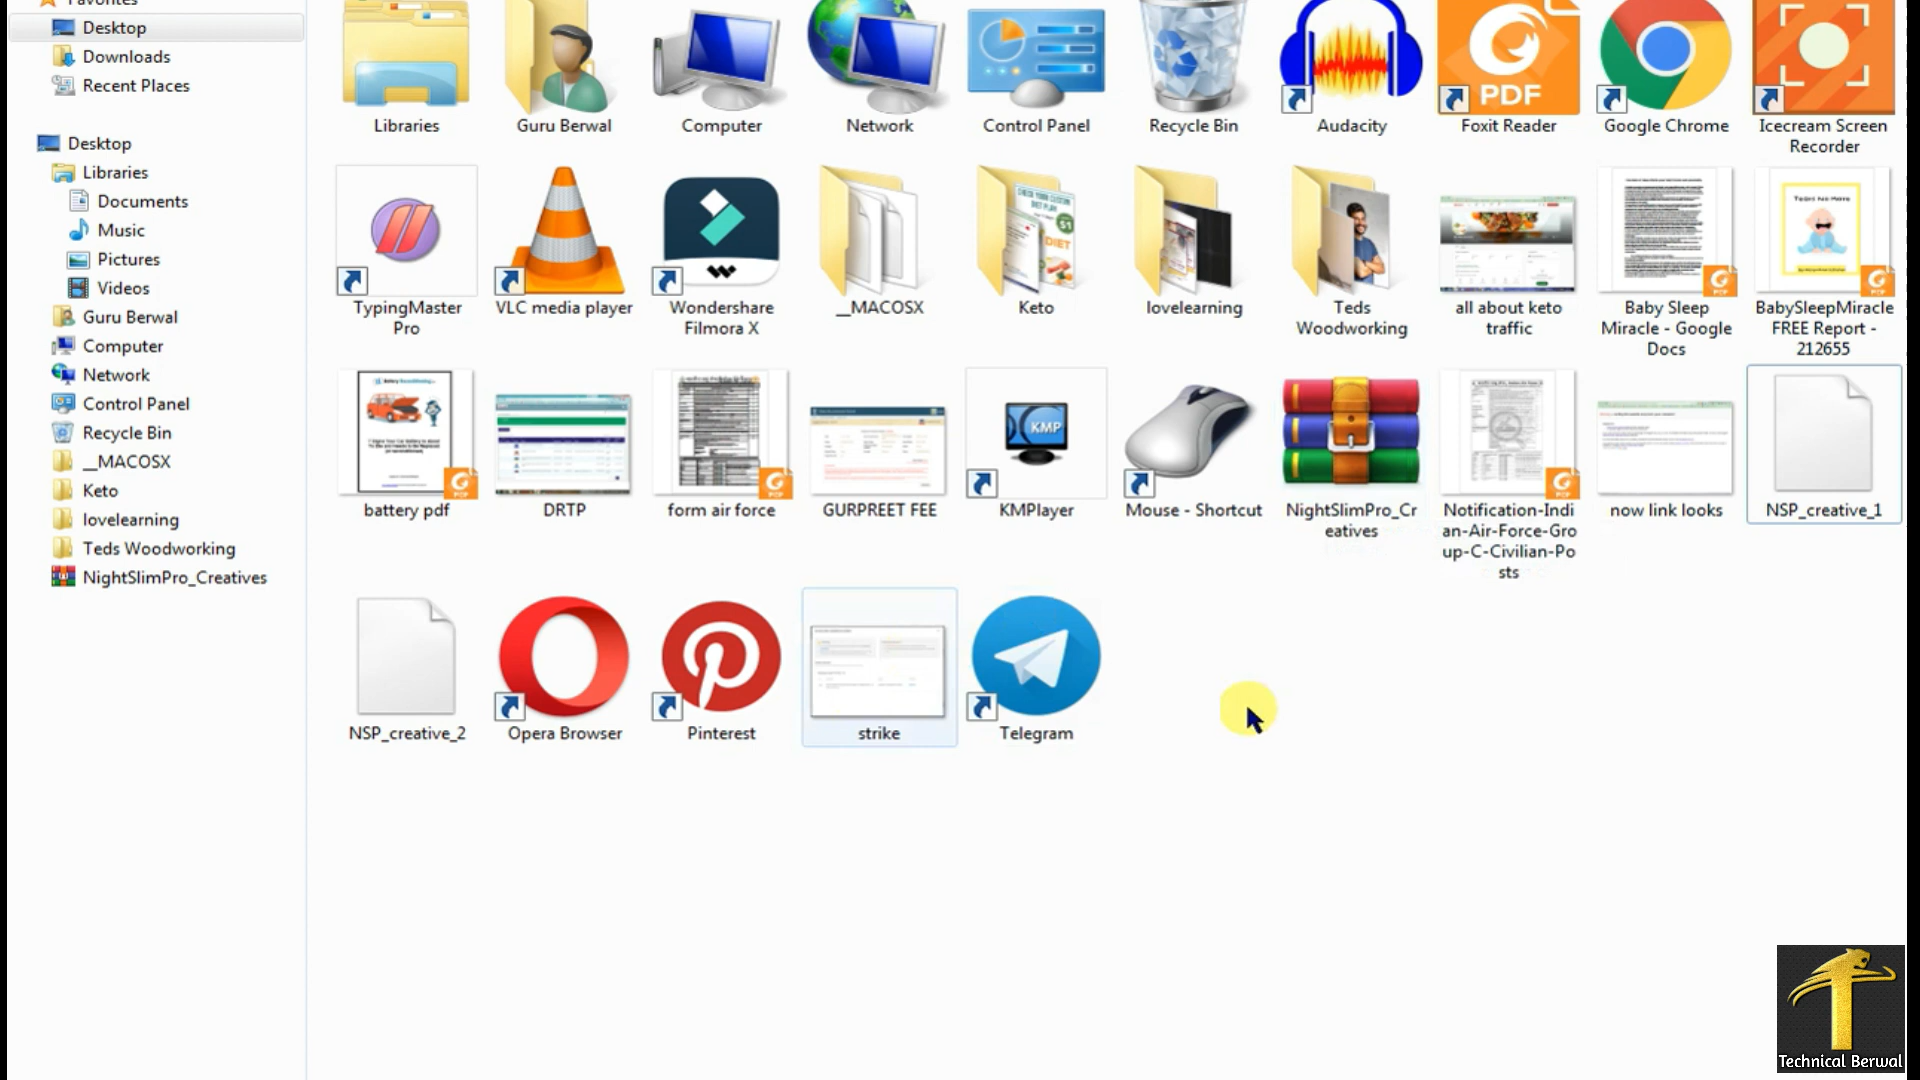 Favorites
Desktop
Downloads
Recent Places
Desktop
Libraries
Documents
Music
Pictures
Videos
Guru Berwal
Computer
Network
Control Panel
Recycle Bin
__MACOSX
Keto
lovelearning
Teds Woodworking
NightSlimPro_Creatives
Libraries
Guru Berwal
Computer
Network
Control Panel
Recycle Bin
Audacity
PDF
Foxit Reader
Google Chrome
Icecream Screen
Recorder
TypingMaster
Pro
VLC media player
Wondershare
Filmora X
__MACOSX
Keto
lovelearning
Teds
Woodworking
all about keto
traffic
Baby Sleep
Miracle - Google
Docs
BabySleepMiracle
FREE Report -
212655
battery pdf
DRTP
form air force
GURPREET FEE
KMP
KMPlayer
Mouse - Shortcut
NightSlimPro_Cr
eatives
Notification-Indi
an-Air-Force-Gro
up-C-Civilian-Po
sts
now link looks
NSP_creative_1
NSP_creative_2
Opera Browser
Pinterest
strike
Telegram
Technical Berwal